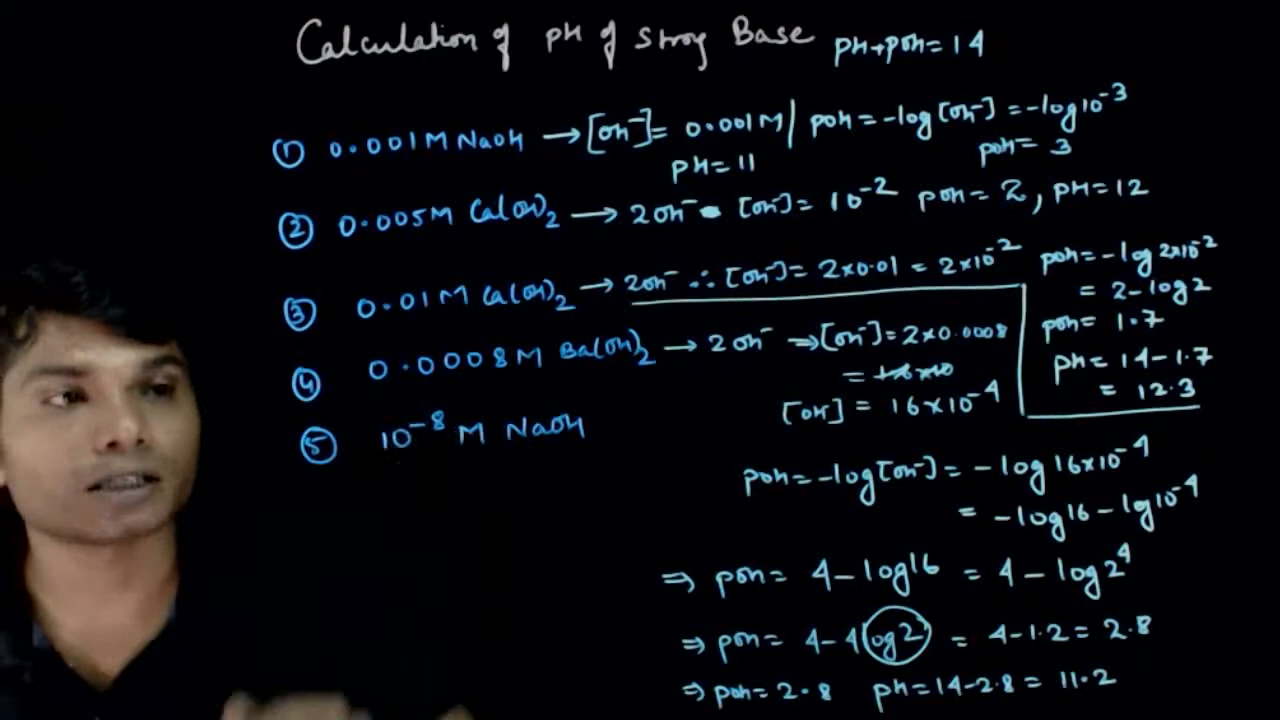 Calculation of pH of Strong Base pH+pOH=14
① 0.001M NaOH → [OH⁻]= 0.001M | pOH=-log[OH⁻] = -log10⁻³
pH=11 pOH= 3
② 0.005M Ca(OH)₂ → 2OH⁻ [OH⁻]= 10⁻² pOH= 2, pH=12
③ 0.01M Ca(OH)₂ → 2OH⁻ ∴ [OH⁻]= 2×0.01 = 2×10⁻²
pOH=-log 2×10⁻²
= 2-log2
pOH= 1.7
pH= 14-1.7
= 12.3
④ 0.0008M Ba(OH)₂ → 2OH⁻ ⇒ [OH⁻]=2×0.0008
[OH⁻] = 16×10⁻⁴
pOH=-log[OH⁻] = -log16×10⁻⁴
= -log16-log10⁻⁴
⇒ pOH= 4-log16 = 4-log2⁴
⇒ pOH= 4-4log2 = 4-1.2= 2.8
⇒ pOH= 2.8 pH=14-2.8= 11.2
⑤ 10⁻⁸ M NaOH